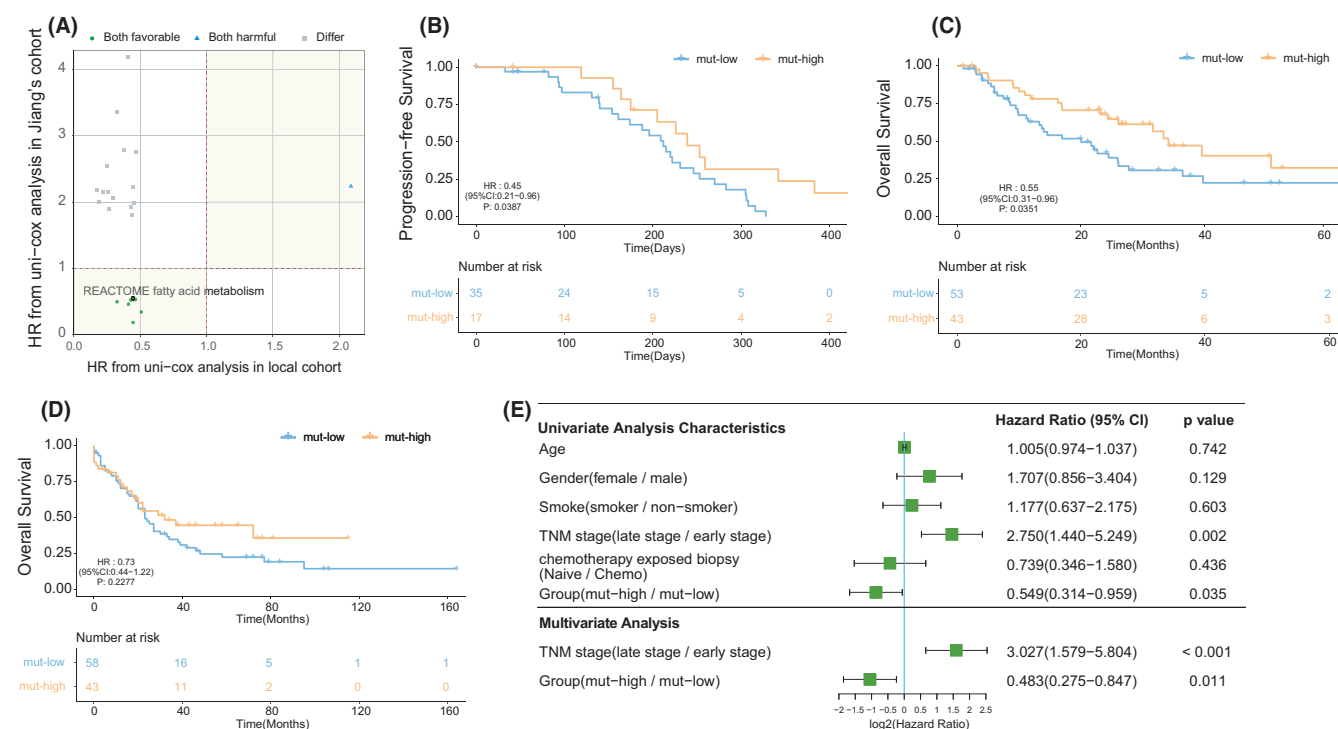 (A)
Both favorable
Both harmful
Differ
HR from uni−cox analysis in Jiang's cohort
4
3
2
1
0
REACTOME fatty acid metabolism
0.0
0.5
1.0
1.5
2.0
HR from uni−cox analysis in local cohort
(B)
mut−low
mut−high
Progression−free Survival
1.00
0.75
0.50
0.25
0.00
HR : 0.45
(95%CI:0.21−0.96)
P: 0.0387
0
100
200
300
400
Time(Days)
Number at risk
mut−low
35
24
15
5
0
mut−high
17
14
9
4
2
0
100
200
300
400
Time(Days)
(C)
mut−low
mut−high
Overall Survival
1.00
0.75
0.50
0.25
0.00
HR : 0.55
(95%CI:0.31−0.96)
P: 0.0351
0
20
40
60
Time(Months)
Number at risk
mut−low
53
23
5
2
mut−high
43
28
6
3
0
20
40
60
Time(Months)
(D)
mut−low
mut−high
Overall Survival
1.00
0.75
0.50
0.25
0.00
HR : 0.73
(95%CI:0.44−1.22)
P: 0.2277
0
40
80
120
160
Time(Months)
Number at risk
mut−low
58
16
5
1
1
mut−high
43
11
2
0
0
0
40
80
120
160
Time(Months)
(E)
Hazard Ratio (95% CI) p value
Univariate Analysis Characteristics
Age 1.005(0.974−1.037) 0.742
Gender(female / male) 1.707(0.856−3.404) 0.129
Smoke(smoker / non−smoker) 1.177(0.637−2.175) 0.603
TNM stage(late stage / early stage) 2.750(1.440−5.249) 0.002
chemotherapy exposed biopsy
(Naive / Chemo) 0.739(0.346−1.580) 0.436
Group(mut−high / mut−low) 0.549(0.314−0.959) 0.035
Multivariate Analysis
TNM stage(late stage / early stage) 3.027(1.579−5.804) < 0.001
Group(mut−high / mut−low) 0.483(0.275−0.847) 0.011
−2 −1 −0.5 0 0.5 1 1.5 2 2.5
log2(Hazard Ratio)